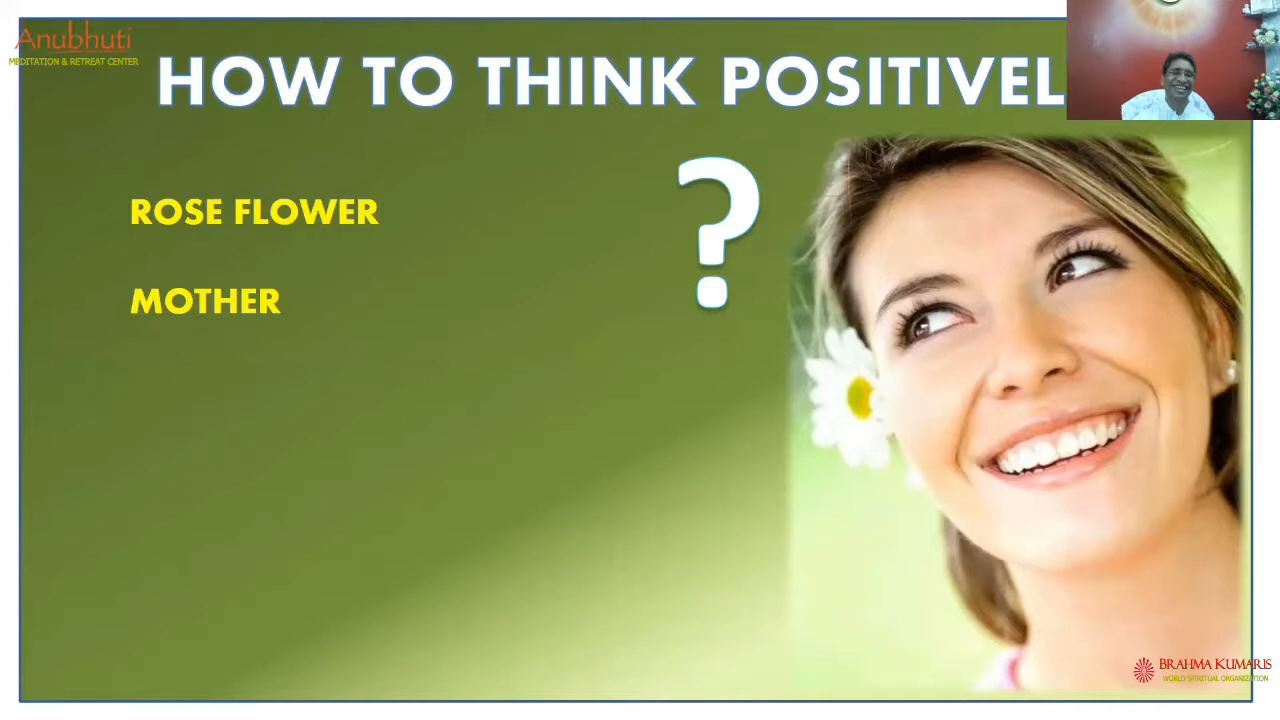 Anubhuti
MEDITATION & RETREAT CENTER
HOW TO THINK POSITIVEL
?
ROSE FLOWER
MOTHER
BRAHMA KUMARIS
WORLD SPIRITUAL ORGANIZATION